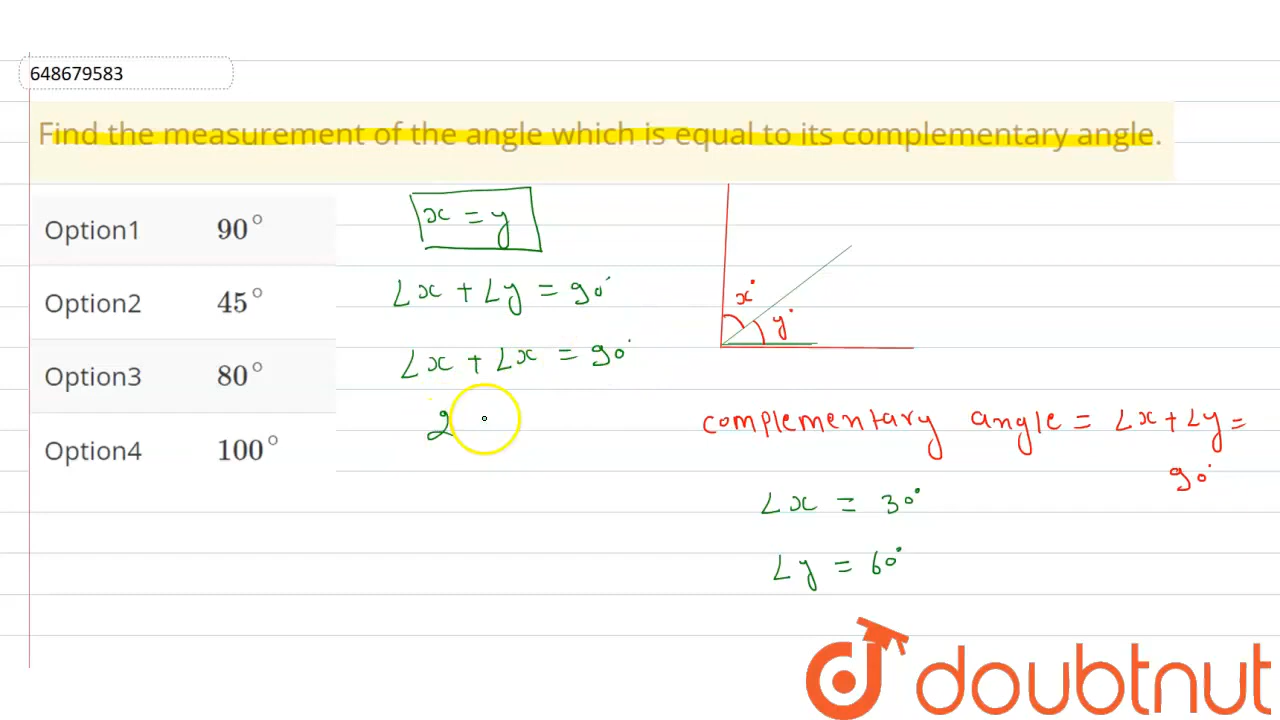 648679583
Find the measurement of the angle which is equal to its complementary angle.
Option1 90°
Option2 45°
Option3 80°
Option4 100°
x = y
∠x + ∠y = 90°
∠x + ∠x = 90°
2
x°
y°
complementary angle = ∠x + ∠y =
90°
∠x = 30°
∠y = 60°
doubtnut